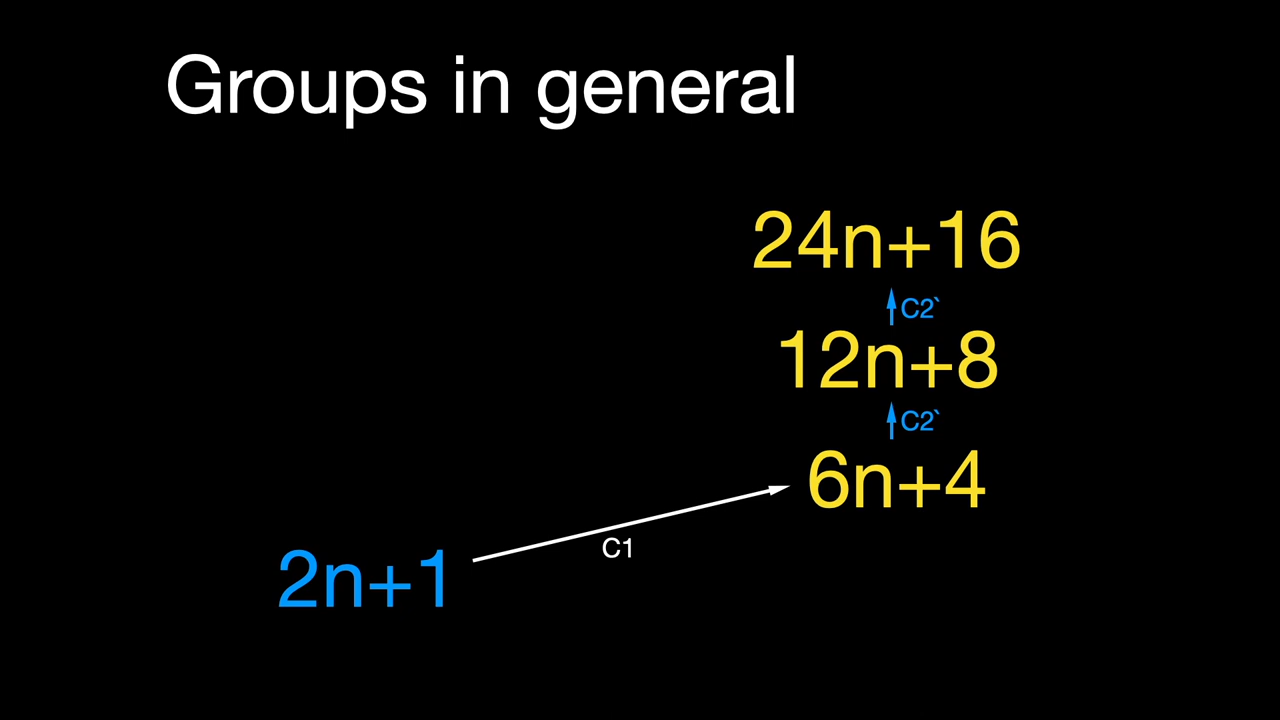 Groups in general
24n+16
C2`
12n+8
C2`
6n+4
C1
2n+1